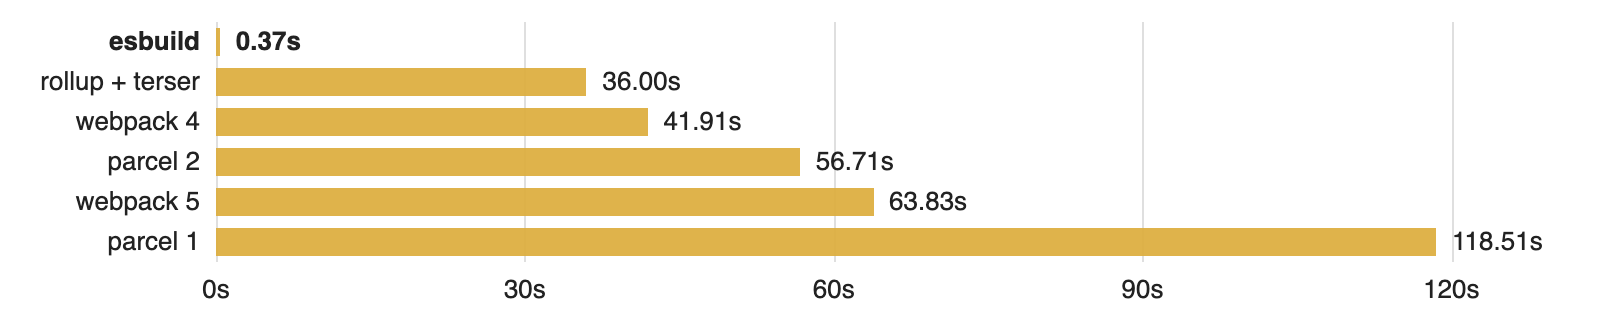 esbuild 0.37s
rollup + terser 36.00s
webpack 4 41.91s
parcel 2 56.71s
webpack 5 63.83s
parcel 1 118.51s
0s 30s 60s 90s 120s